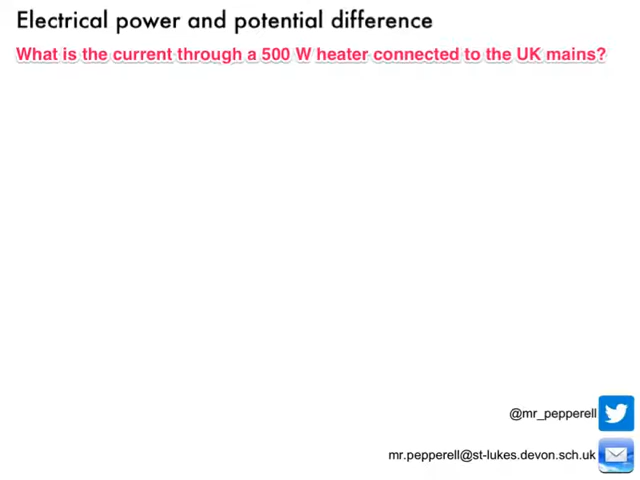 Electrical power and potential difference
What is the current through a 500 W heater connected to the UK mains?
@mr_pepperell
mr.pepperell@st-lukes.devon.sch.uk